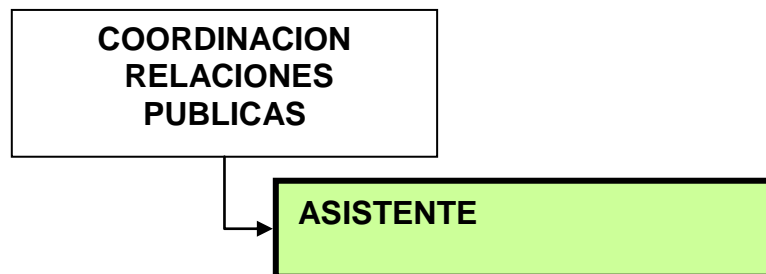 COORDINACION
RELACIONES
PUBLICAS
ASISTENTE